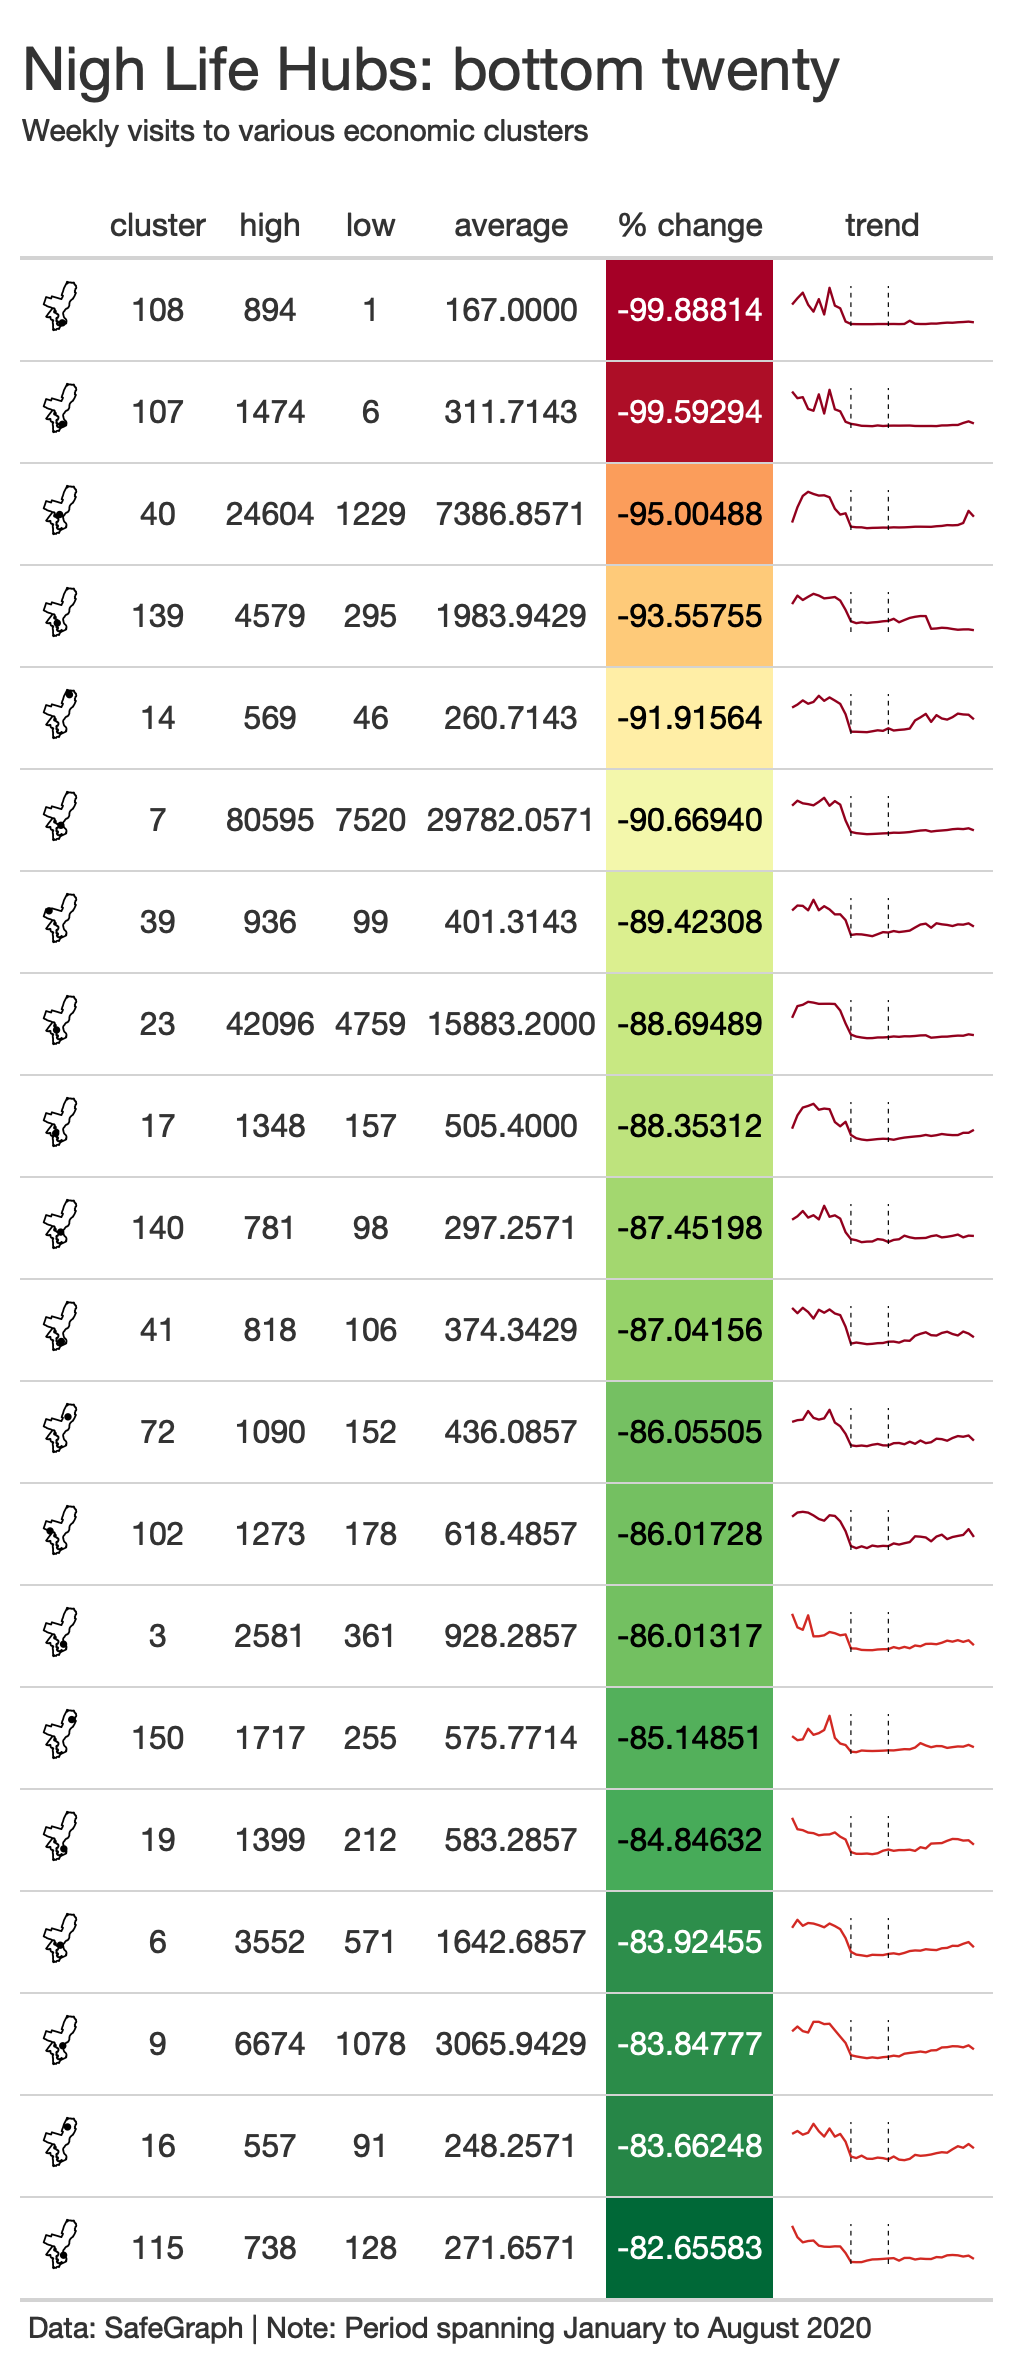 Nigh Life Hubs: bottom twenty
Weekly visits to various economic clusters
cluster high low average % change trend
108 894 1 167.0000 -99.88814
107 1474 6 311.7143 -99.59294
40 24604 1229 7386.8571 -95.00488
139 4579 295 1983.9429 -93.55755
14 569 46 260.7143 -91.91564
7 80595 7520 29782.0571 -90.66940
39 936 99 401.3143 -89.42308
23 42096 4759 15883.2000 -88.69489
17 1348 157 505.4000 -88.35312
140 781 98 297.2571 -87.45198
41 818 106 374.3429 -87.04156
72 1090 152 436.0857 -86.05505
102 1273 178 618.4857 -86.01728
3 2581 361 928.2857 -86.01317
150 1717 255 575.7714 -85.14851
19 1399 212 583.2857 -84.84632
6 3552 571 1642.6857 -83.92455
9 6674 1078 3065.9429 -83.84777
16 557 91 248.2571 -83.66248
115 738 128 271.6571 -82.65583
Data: SafeGraph | Note: Period spanning January to August 2020